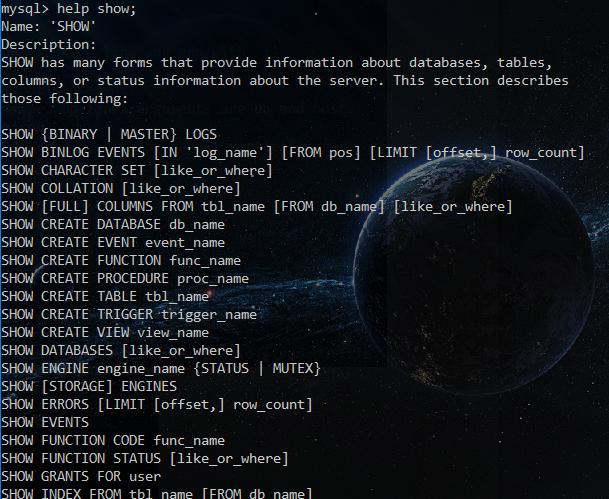 mysql> help show;
Name: 'SHOW'
Description:
SHOW has many forms that provide information about databases, tables,
columns, or status information about the server. This section describes
those following:
SHOW {BINARY | MASTER} LOGS
SHOW BINLOG EVENTS [IN 'log_name'] [FROM pos] [LIMIT [offset,] row_count]
SHOW CHARACTER SET [like_or_where]
SHOW COLLATION [like_or_where]
SHOW [FULL] COLUMNS FROM tbl_name [FROM db_name] [like_or_where]
SHOW CREATE DATABASE db_name
SHOW CREATE EVENT event_name
SHOW CREATE FUNCTION func_name
SHOW CREATE PROCEDURE proc_name
SHOW CREATE TABLE tbl_name
SHOW CREATE TRIGGER trigger_name
SHOW CREATE VIEW view_name
SHOW DATABASES [like_or_where]
SHOW ENGINE engine_name {STATUS | MUTEX}
SHOW [STORAGE] ENGINES
SHOW ERRORS [LIMIT [offset,] row_count]
SHOW EVENTS
SHOW FUNCTION CODE func_name
SHOW FUNCTION STATUS [like_or_where]
SHOW GRANTS FOR user
SHOW INDEX FROM tbl_name [FROM db_name]